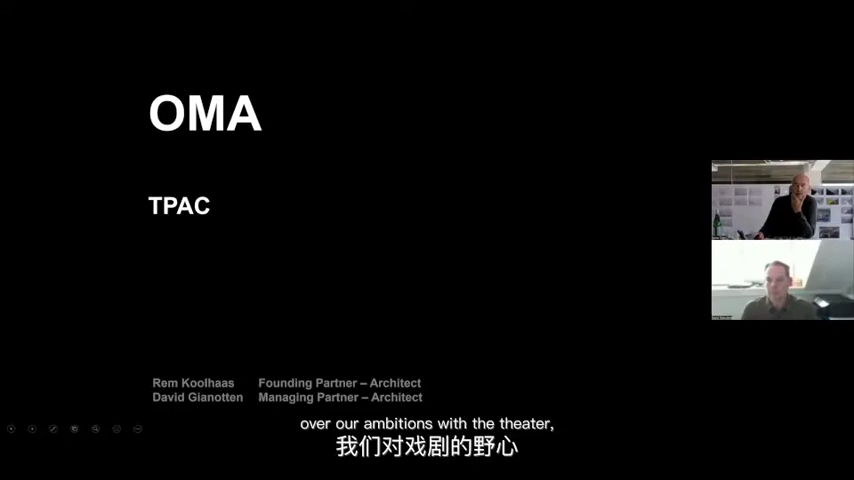 OMA
TPAC
Rem Koolhaas Founding Partner – Architect
David Gianotten Managing Partner – Architect
over our ambitions with the theater,
我们对戏剧的野心